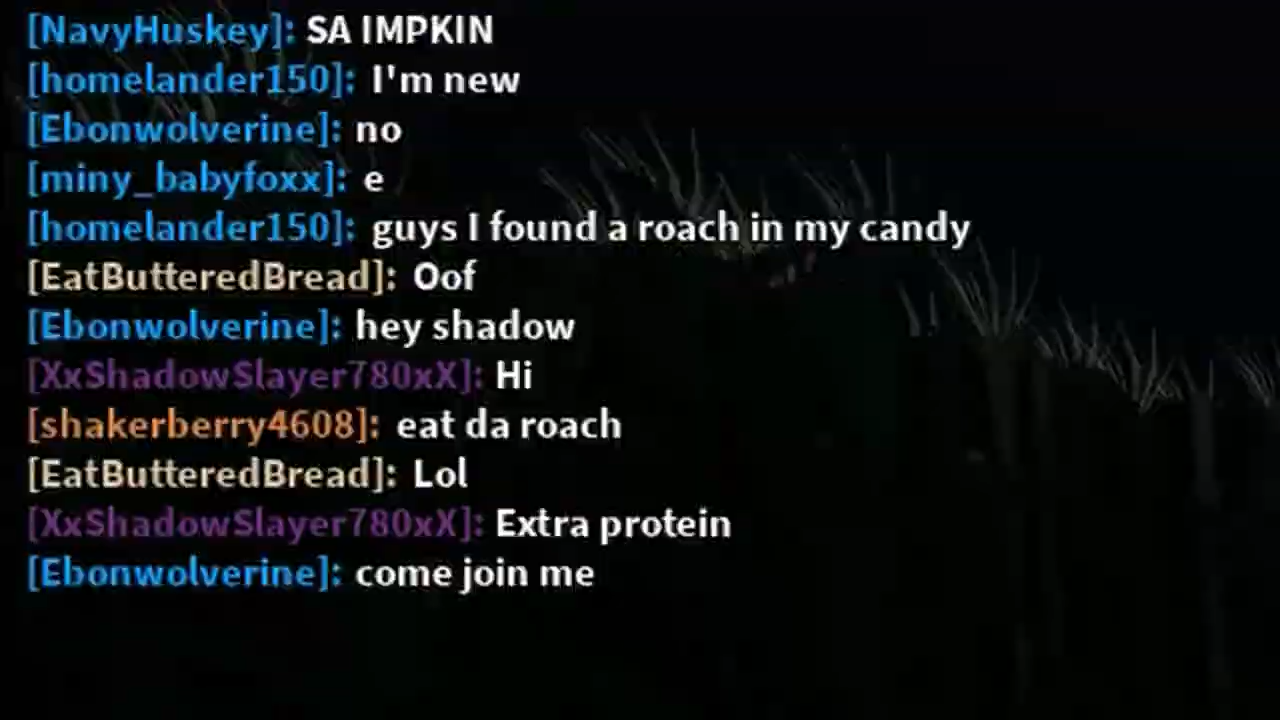 [NavyHuskey]: SA IMPKIN
[homelander150]: I'm new
[Ebonwolverine]: no
[miny_babyfoxx]: e
[homelander150]: guys I found a roach in my candy
[EatButteredBread]: Oof
[Ebonwolverine]: hey shadow
[XxShadowSlayer780xX]: Hi
[shakerberry4608]: eat da roach
[EatButteredBread]: Lol
[XxShadowSlayer780xX]: Extra protein
[Ebonwolverine]: come join me